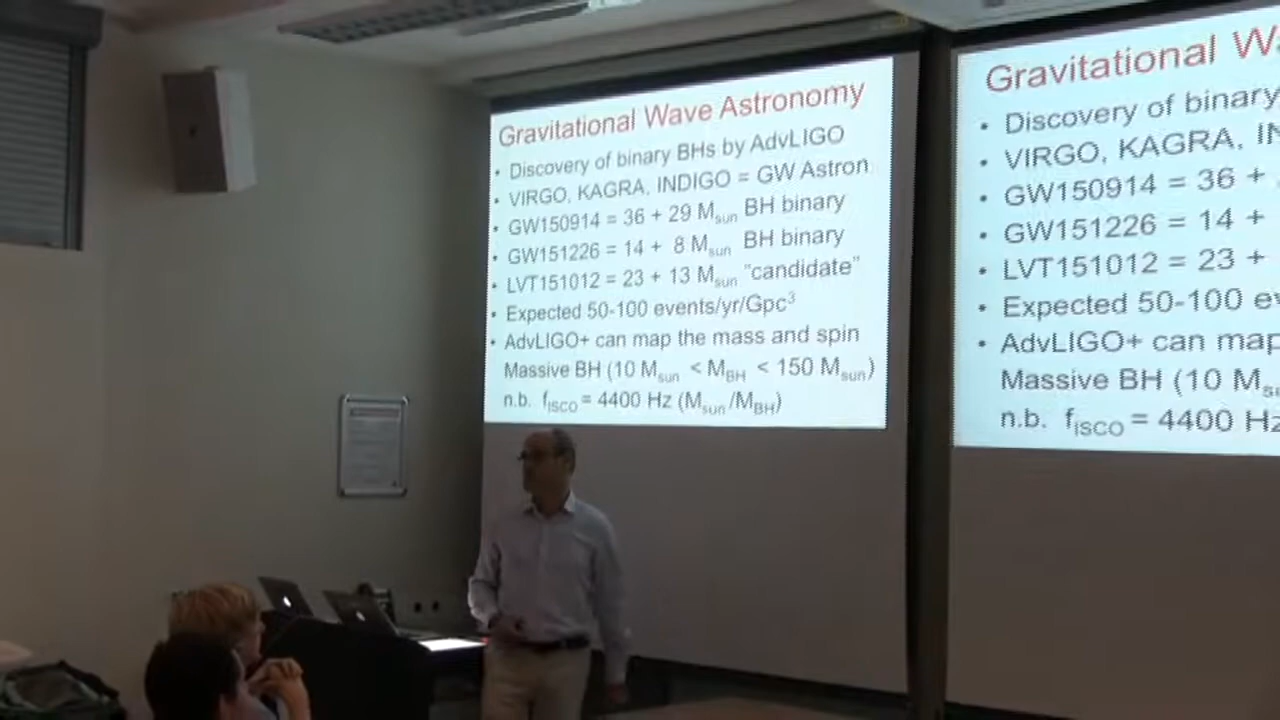 Gravitational Wave Astronomy
• Discovery of binary BHs by AdvLIGO
• VIRGO, KAGRA, INDIGO = GW Astron
• GW150914 = 36 + 29 Msun BH binary
• GW151226 = 14 + 8 Msun BH binary
• LVT151012 = 23 + 13 Msun "candidate"
• Expected 50-100 events/yr/Gpc3
• AdvLIGO+ can map the mass and spin
Massive BH (10 Msun < MBH < 150 Msun)
n.b. fISCO = 4400 Hz (Msun/MBH)
Gravitational
• Discovery of binary
• VIRGO, KAGRA,
• GW150914 = 36 +
• GW151226 = 14 +
• LVT151012 = 23 +
• Expected 50-100
• AdvLIGO+ can map
Massive BH (10
n.b. fISCO = 4400